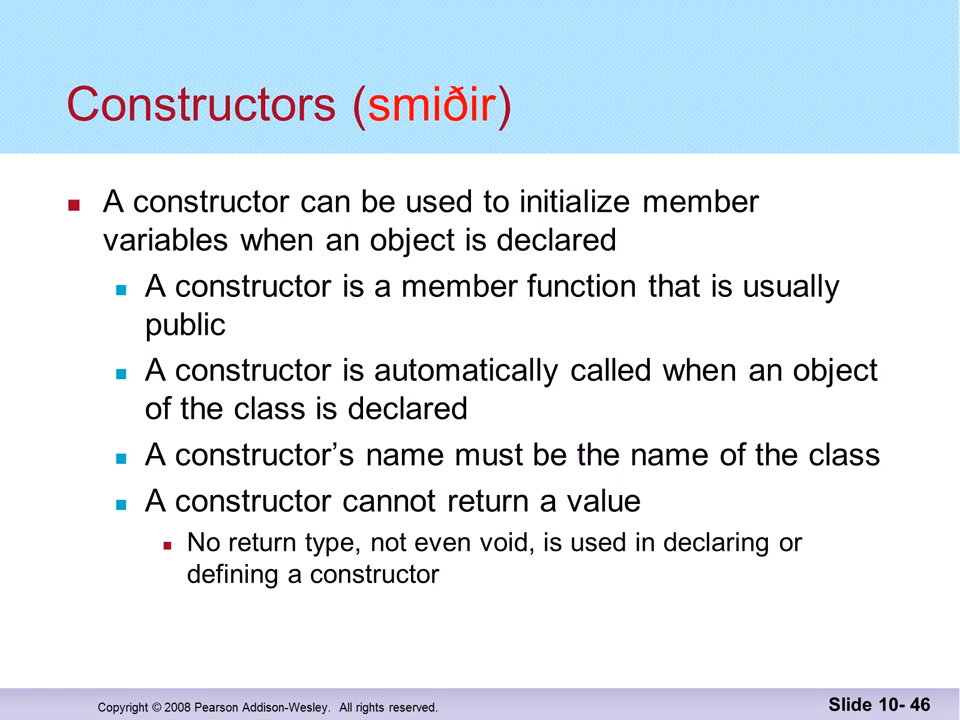 Constructors (smiðir)
A constructor can be used to initialize member
variables when an object is declared
A constructor is a member function that is usually
public
A constructor is automatically called when an object
of the class is declared
A constructor’s name must be the name of the class
A constructor cannot return a value
No return type, not even void, is used in declaring or
defining a constructor
Copyright © 2008 Pearson Addison-Wesley.  All rights reserved.
Slide 10- 46